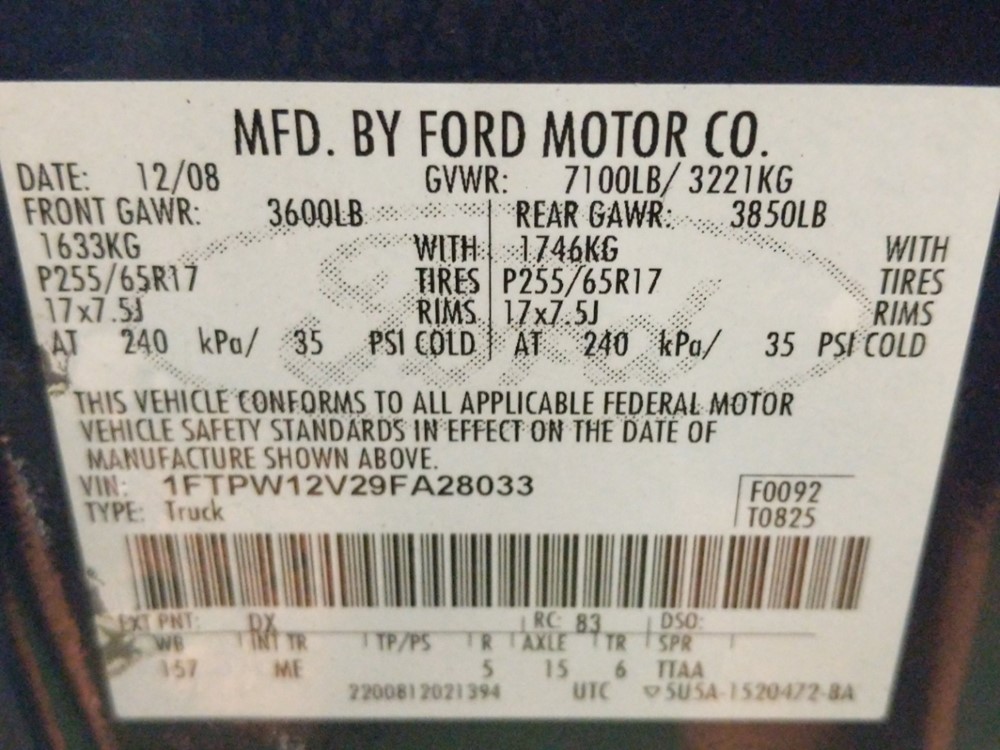 MFD. BY FORD MOTOR CO.
DATE: 12/08 GVWR: 7100LB/ 3221KG
FRONT GAWR: 3600LB REAR GAWR: 3850LB
1633KG WITH 1746KG WITH
P255/65R17 TIRES P255/65R17 TIRES
17x7.5J RIMS 17x7.5J RIMS
AT 240 kPa/ 35 PSI COLD AT 240 kPa/ 35 PSI COLD
THIS VEHICLE CONFORMS TO ALL APPLICABLE FEDERAL MOTOR
VEHICLE SAFETY STANDARDS IN EFFECT ON THE DATE OF
MANUFACTURE SHOWN ABOVE.
VIN: 1FTPW12V29FA28033 F0092
TYPE: Truck T0825
EXT PNT: DX RC: 83 DSO:
WB INT TR TP/PS R AXLE TR SPR
157 ME 5 15 6 TTAA
2200812021394 UTC ▽5U5A-1520472-BA